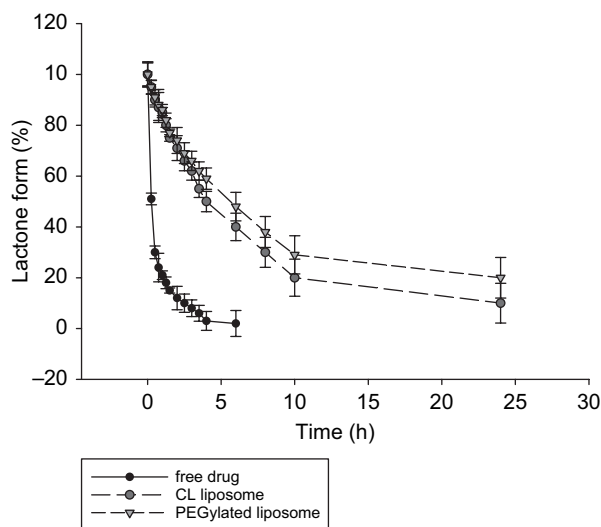 120
10
80
60
40
20
0
–20
Lactone form (%)
0 5 10 15 20 25 30
Time (h)
free drug
CL liposome
PEGylated liposome